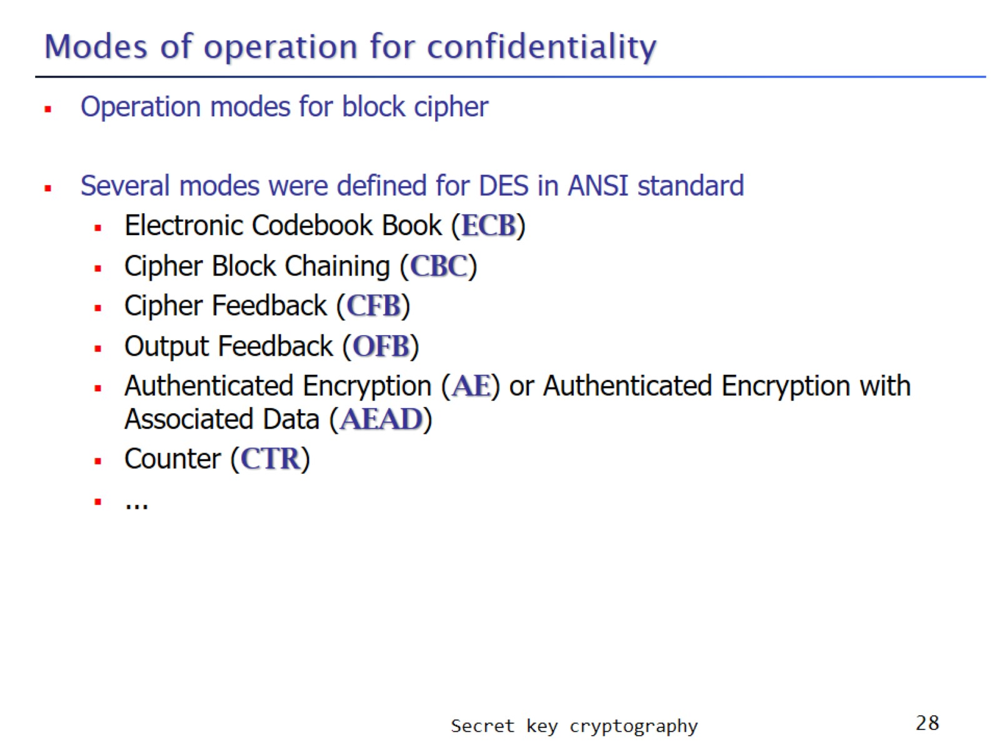 Modes of operation for confidentiality
Operation modes for block cipher
Several modes were defined for DES in ANSI standard
Electronic Codebook Book (ECB)
Cipher Block Chaining (CBC)
Cipher Feedback (CFB)
Output Feedback (OFB)
Authenticated Encryption (AE) or Authenticated Encryption with
Associated Data (AEAD)
Counter (CTR)
...
Secret key cryptography
28